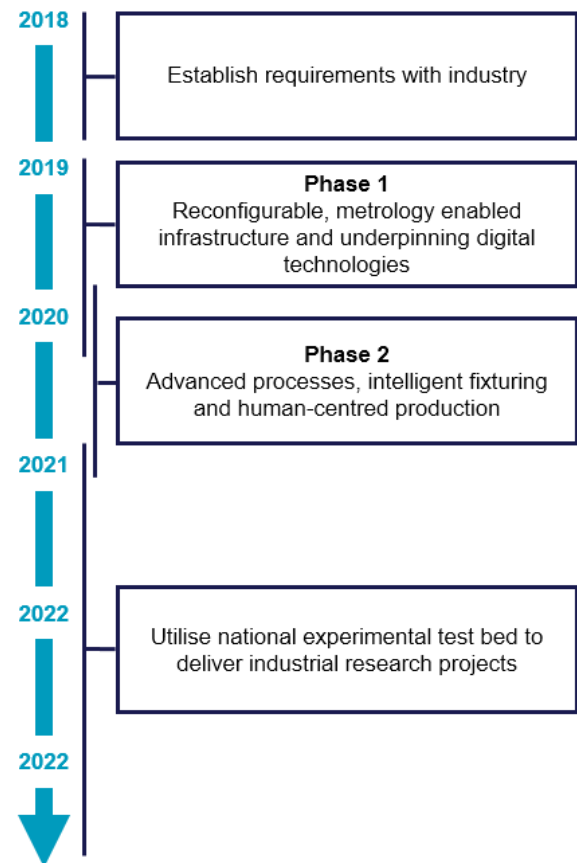 2018
Establish requirements with industry
2019
Phase 1
Reconfigurable, metrology enabled
infrastructure and underpinning digital
technologies
2020
Phase 2
Advanced processes, intelligent fixturing
and human-centred production
2021
2022
Utilise national experimental test bed to
deliver industrial research projects
2022